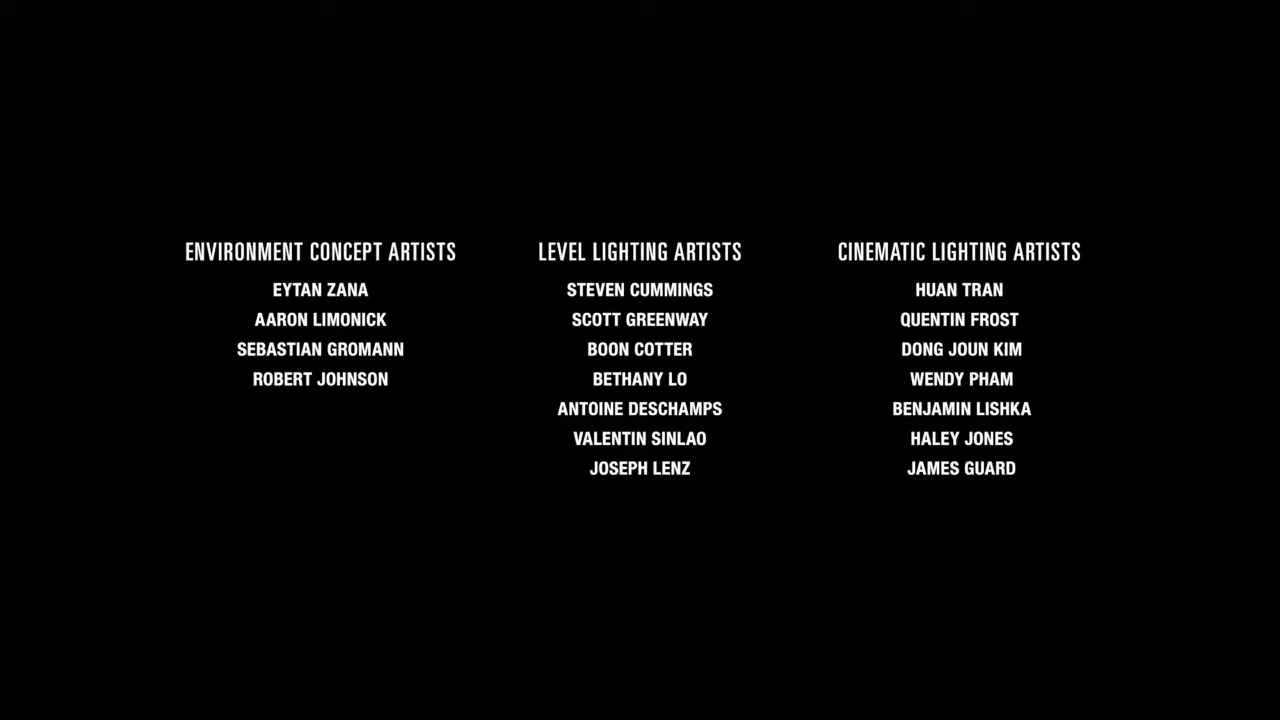 ENVIRONMENT CONCEPT ARTISTS
EYTAN ZANA
AARON LIMONICK
SEBASTIAN GROMANN
ROBERT JOHNSON
LEVEL LIGHTING ARTISTS
STEVEN CUMMINGS
SCOTT GREENWAY
BOON COTTER
BETHANY LO
ANTOINE DESCHAMPS
VALENTIN SINLAO
JOSEPH LENZ
CINEMATIC LIGHTING ARTISTS
HUAN TRAN
QUENTIN FROST
DONG JOUN KIM
WENDY PHAM
BENJAMIN LISHKA
HALEY JONES
JAMES GUARD